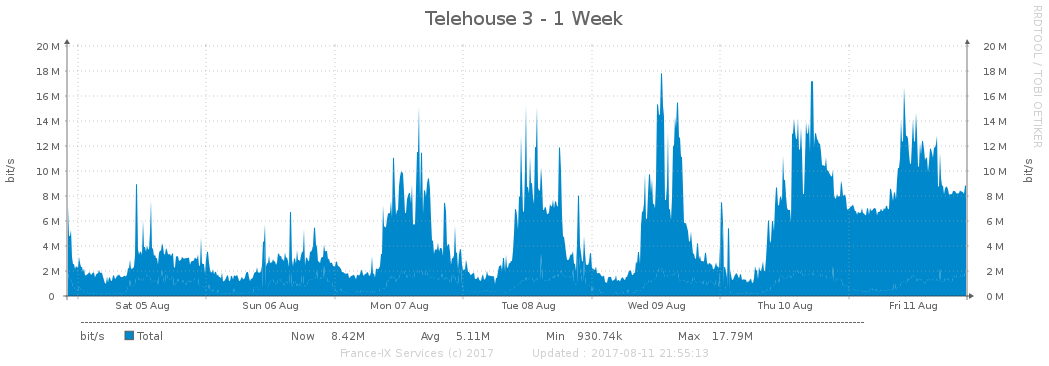 Telehouse 3 - 1 Week
RRDTOOL / TOBI OETIKER
20 M 20 M
18 M 18 M
16 M 16 M
14 M 14 M
12 M 12 M
10 M 10 M
8 M 8 M
6 M 6 M
4 M 4 M
2 M 2 M
0 0 M
bit/s bit/s
Sat 05 Aug Sun 06 Aug Mon 07 Aug Tue 08 Aug Wed 09 Aug Thu 10 Aug Fri 11 Aug
bit/s Total Now 8.42M Avg 5.11M Min 930.74k Max 17.79M
France-IX Services (c) 2017 Updated : 2017-08-11 21:55:13